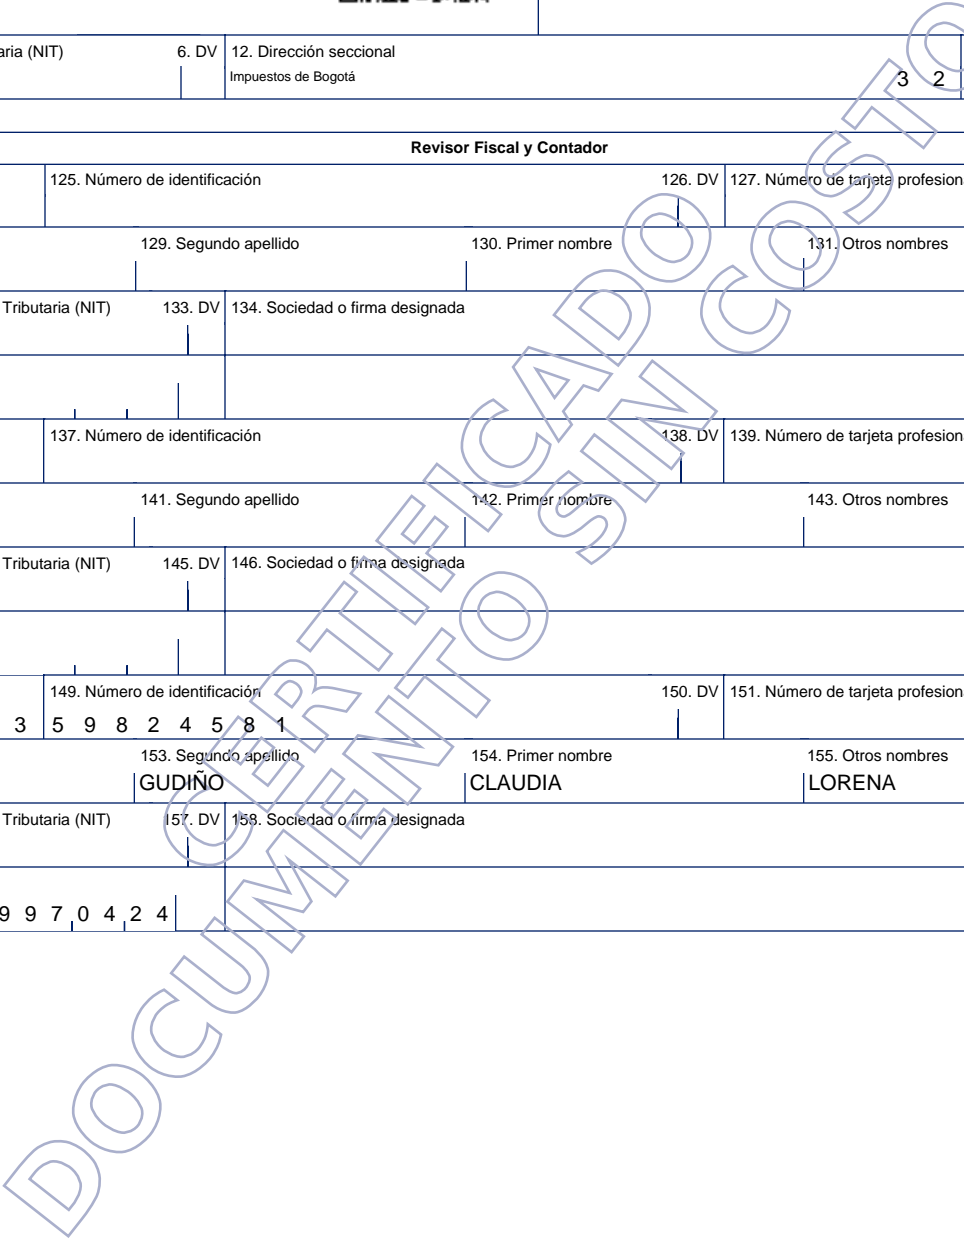 aria (NIT) 6. DV 12. Dirección seccional
Impuestos de Bogotá 3 2
Revisor Fiscal y Contador
125. Número de identificación 126. DV 127. Número de tarjeta profesion
129. Segundo apellido 130. Primer nombre 131. Otros nombres
Tributaria (NIT) 133. DV 134. Sociedad o firma designada
137. Número de identificación 138. DV 139. Número de tarjeta profesion
141. Segundo apellido 142. Primer nombre 143. Otros nombres
Tributaria (NIT) 145. DV 146. Sociedad o firma designada
149. Número de identificación 150. DV 151. Número de tarjeta profesion
3 5 9 8 2 4 5 8 1
153. Segundo apellido 154. Primer nombre 155. Otros nombres
GUDIÑO CLAUDIA LORENA
Tributaria (NIT) 157. DV 158. Sociedad o firma designada
9 9 7 0 4 2 4
CERTIFICADO
DOCUMENTO SIN COSTO